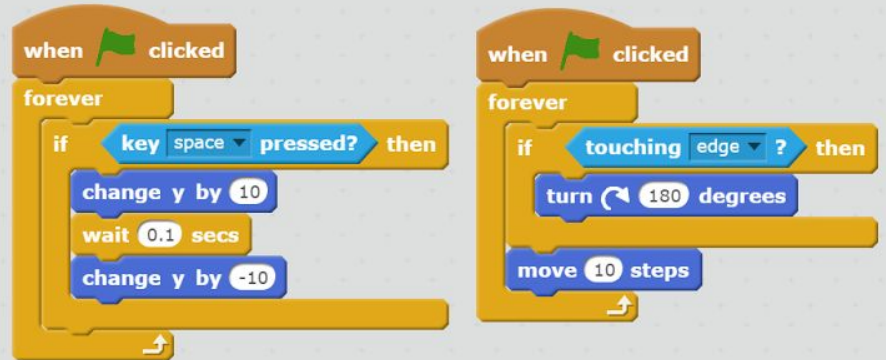 when clicked
forever
if key space pressed? then
change y by 10
wait 0.1 secs
change y by -10
when clicked
forever
if touching edge ? then
turn 180 degrees
move 10 steps